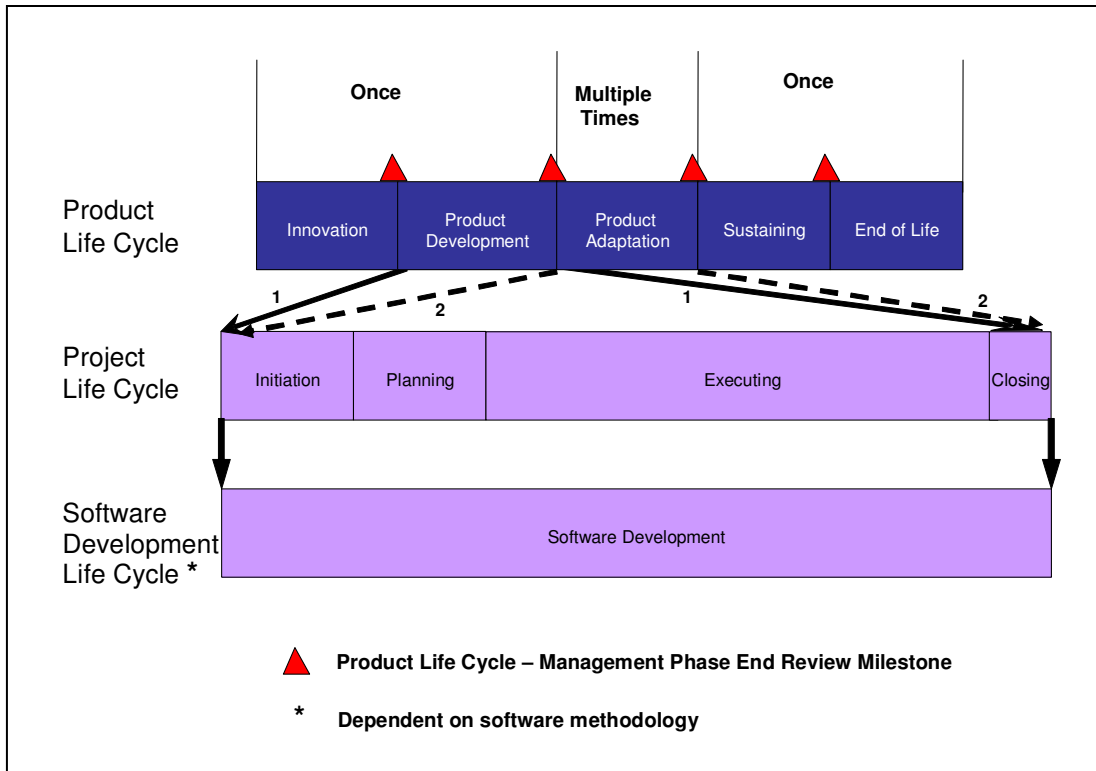 Once
Multiple
Times
Once
Product
Life Cycle
Innovation
Product
Development
Product
Adaptation
Sustaining
End of Life
1
2
1
2
Project
Life Cycle
Initiation
Planning
Executing
Closing
Software
Development
Life Cycle *
Software Development
Product Life Cycle – Management Phase End Review Milestone
* Dependent on software methodology